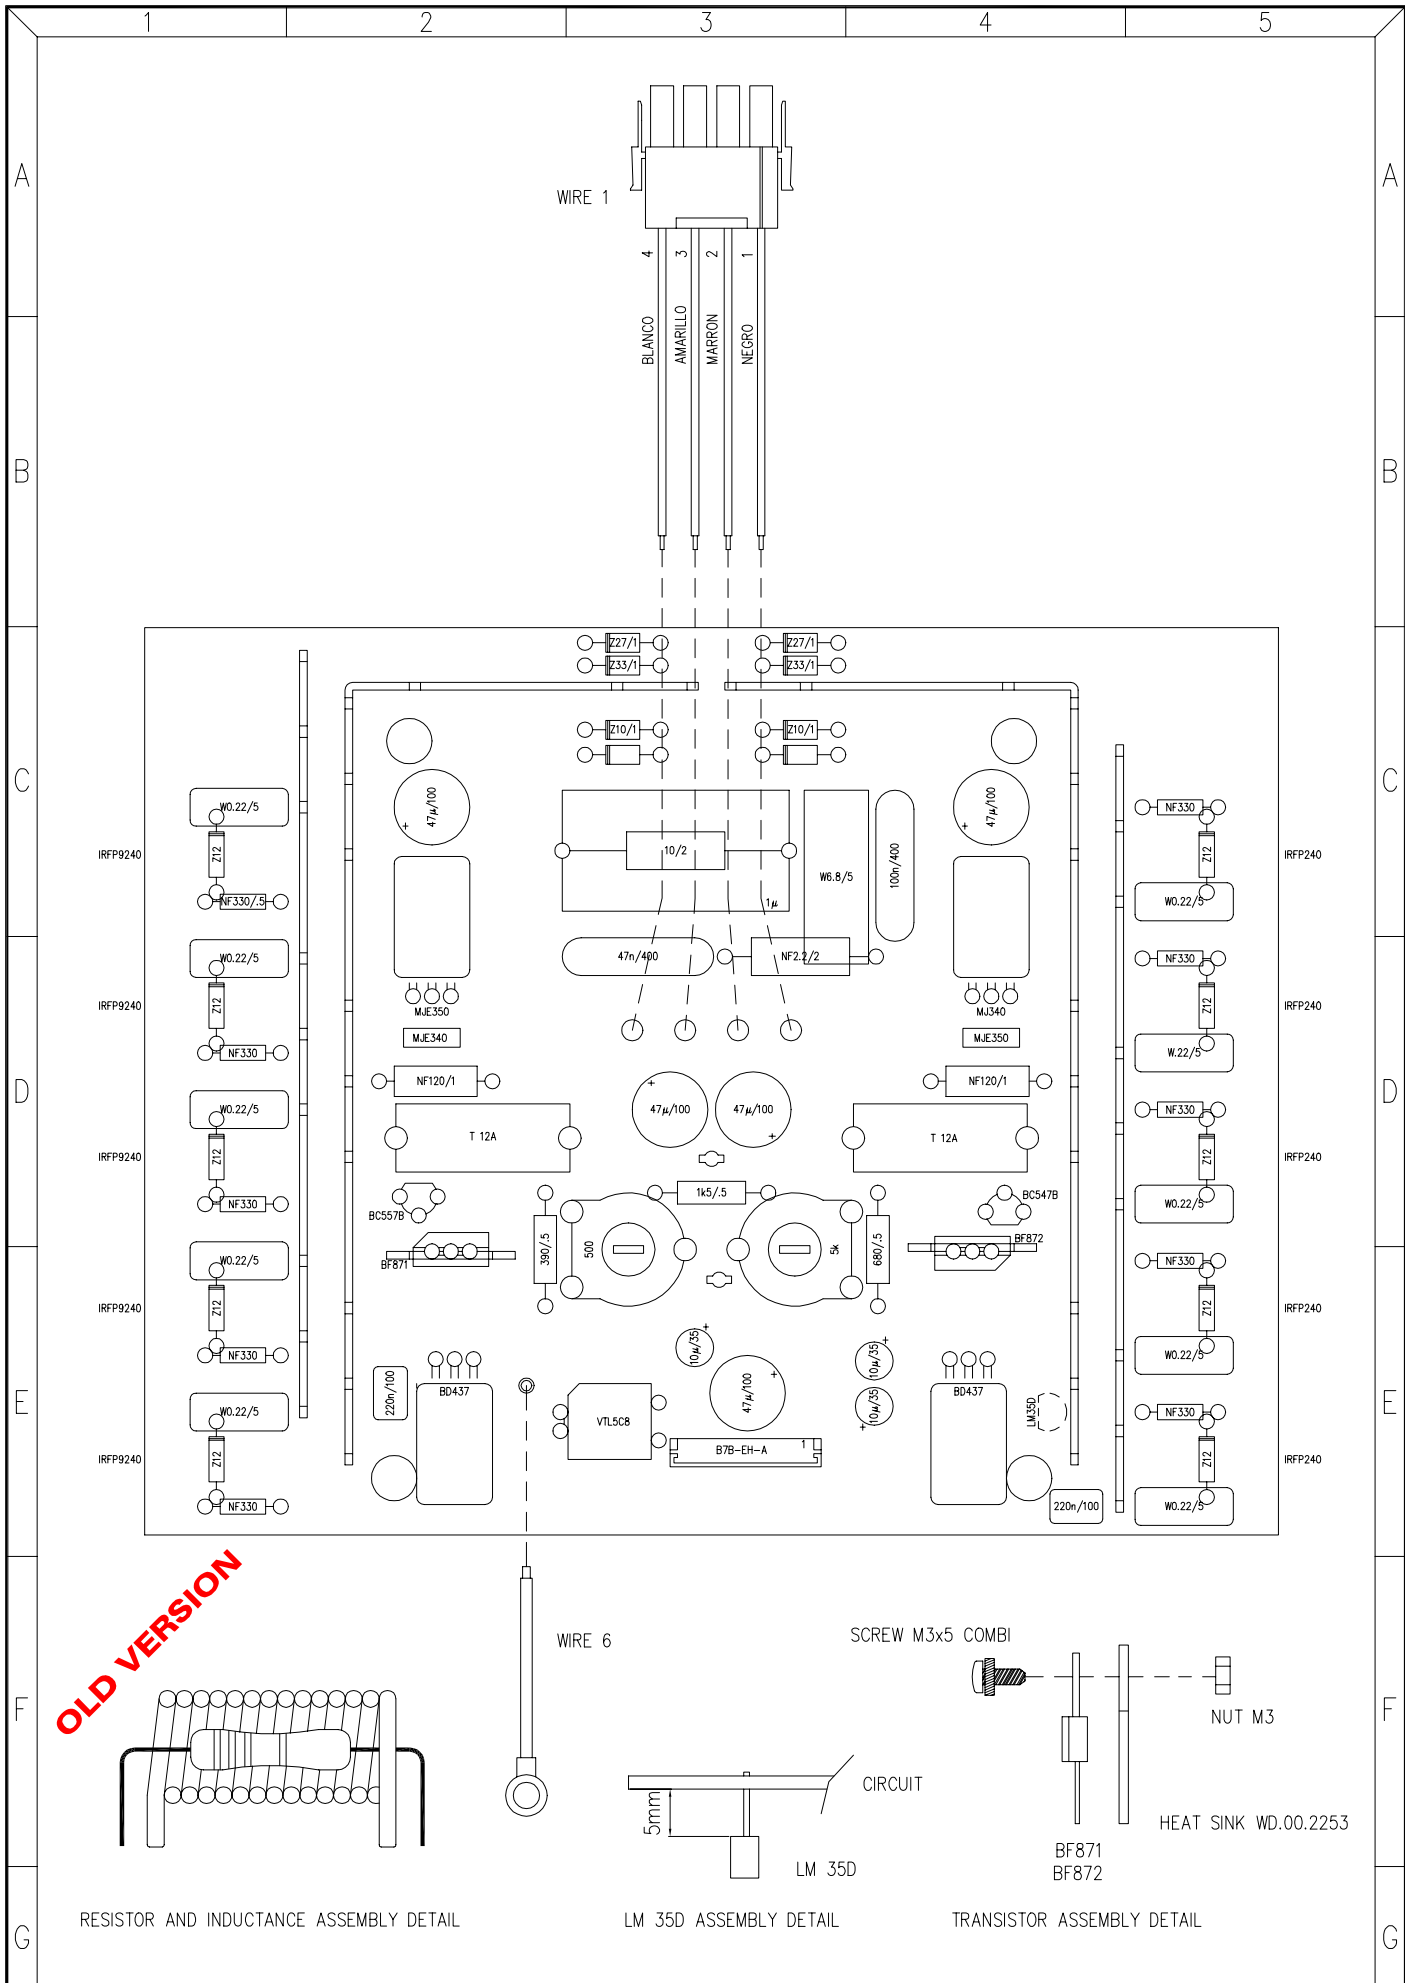 1 2 3 4 5
A A
WIRE 1
4 3 2 1
BLANCO AMARILLO MARRON NEGRO
B B
Z27/1 Z27/1
Z33/1 Z33/1
Z10/1 Z10/1
C C
W0.22/5 47µ/100 47µ/100 NF330
IRFP9240 Z12 10/2 W6.8/5 100n/400 Z12 IRFP240
NF330/.5 1µ W0.22/5
W0.22/5 47n/400 NF2.2/2 NF330
IRFP9240 Z12 Z12 IRFP240
MJE350 MJ340
MJE340 MJE350
NF330 W.22/5
D NF120/1 NF120/1 D
W0.22/5 47µ/100 47µ/100 NF330
T 12A T 12A
IRFP9240 Z12 Z12 IRFP240
NF330 1k5/.5 W0.22/5
BC557B BC547B
BF871 390/.5 500 5k 680/.5 BF872
W0.22/5 NF330
IRFP9240 Z12 Z12 IRFP240
NF330 10µ/35 10µ/35 W0.22/5
E 220n/100 BD437 47µ/100 BD437 E
W0.22/5 VTL5C8 10µ/35 LM35D NF330
B7B-EH-A 1
IRFP9240 Z12 Z12 IRFP240
NF330 220n/100 W0.22/5
OLD VERSION
WIRE 6
SCREW M3x5 COMBI
F F
NUT M3
CIRCUIT
5mm
HEAT SINK WD.00.2253
LM 35D
BF871
BF872
RESISTOR AND INDUCTANCE ASSEMBLY DETAIL
LM 35D ASSEMBLY DETAIL
TRANSISTOR ASSEMBLY DETAIL
G G